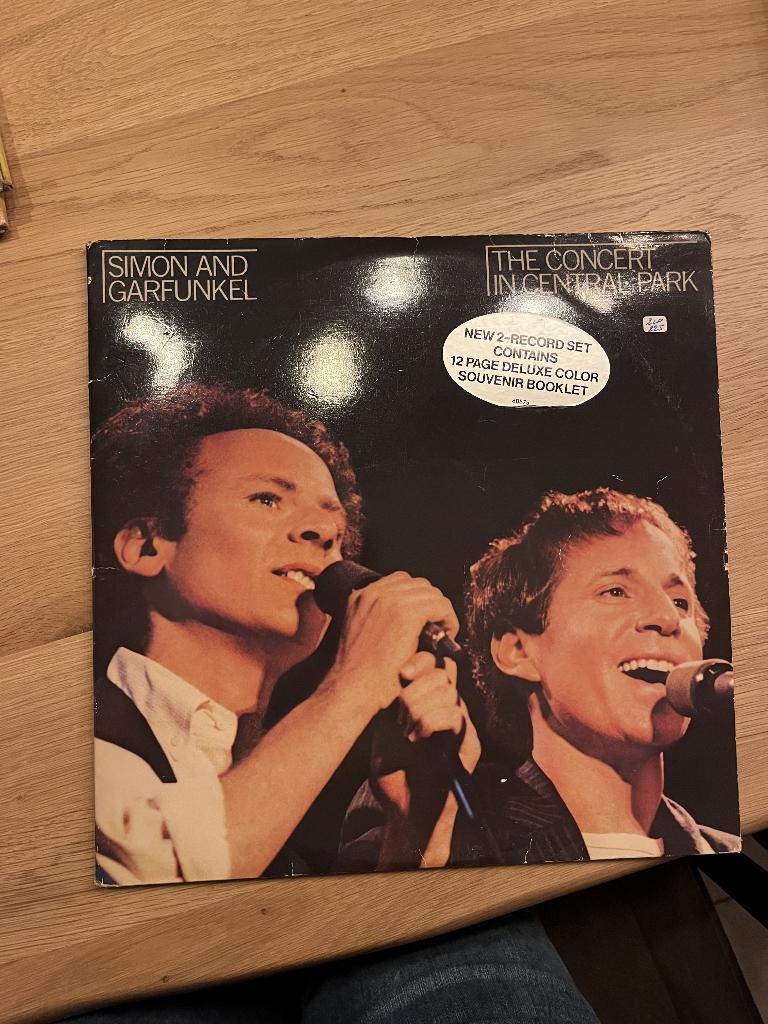 SIMON AND
GARFUNKEL
THE CONCERT
IN CENTRAL PARK
NEW 2-RECORD SET
CONTAINS
12 PAGE DELUXE COLOR
SOUVENIR BOOKLET